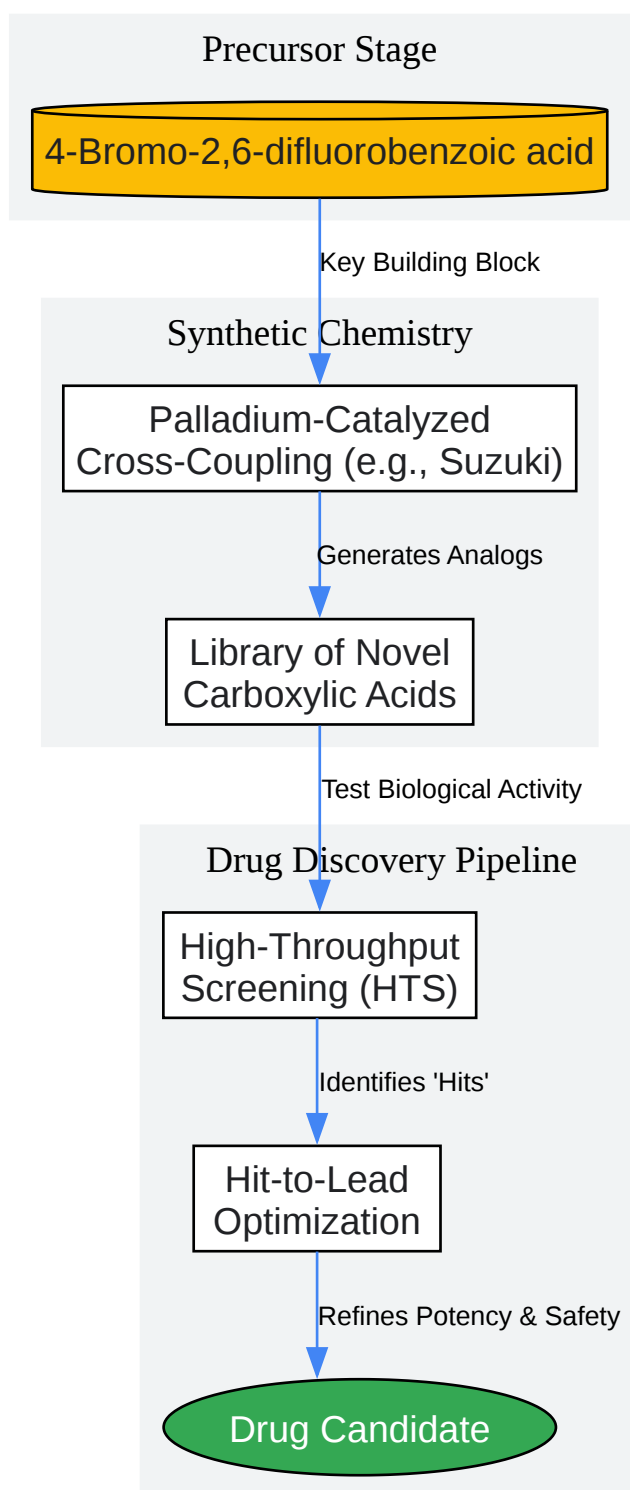 Precursor Stage
4-Bromo-2,6-difluorobenzoic acid
Key Building Block
Synthetic Chemistry
Palladium-Catalyzed
Cross-Coupling (e.g., Suzuki)
Generates Analogs
Library of Novel
Carboxylic Acids
Test Biological Activity
Drug Discovery Pipeline
High-Throughput
Screening (HTS)
Identifies 'Hits'
Hit-to-Lead
Optimization
Refines Potency & Safety
Drug Candidate